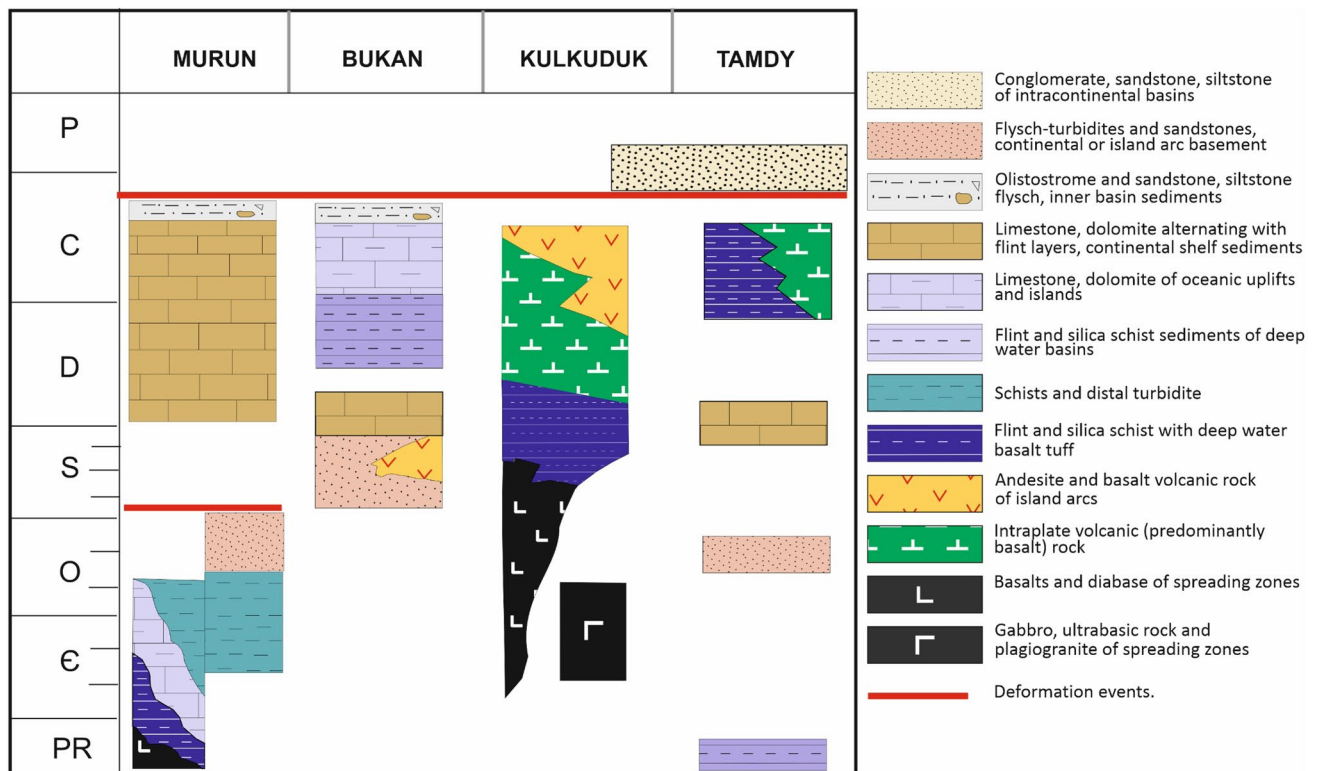 MURUN
BUKAN
KULKUDUK
TAMDY
P
C
D
S
O
Є
PR
Conglomerate, sandstone, siltstone
of intracontinental basins
Flysch-turbidites and sandstones,
continental or island arc basement
Olistostrome and sandstone, siltstone
flysch, inner basin sediments
Limestone, dolomite alternating with
flint layers, continental shelf sediments
Limestone, dolomite of oceanic uplifts
and islands
Flint and silica schist sediments of deep
water basins
Schists and distal turbidite
Flint and silica schist with deep water
basalt tuff
Andesite and basalt volcanic rock
of island arcs
Intraplate volcanic (predominantly
basalt) rock
Basalts and diabase of spreading zones
Gabbro, ultrabasic rock and
plagiogranite of spreading zones
Deformation events.